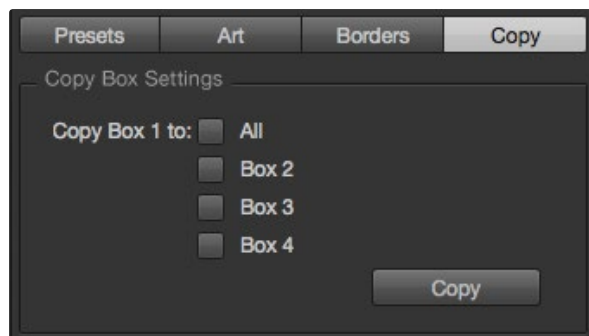 Presets Art Borders Copy
Copy Box Settings
Copy Box 1 to: All
Box 2
Box 3
Box 4
Copy